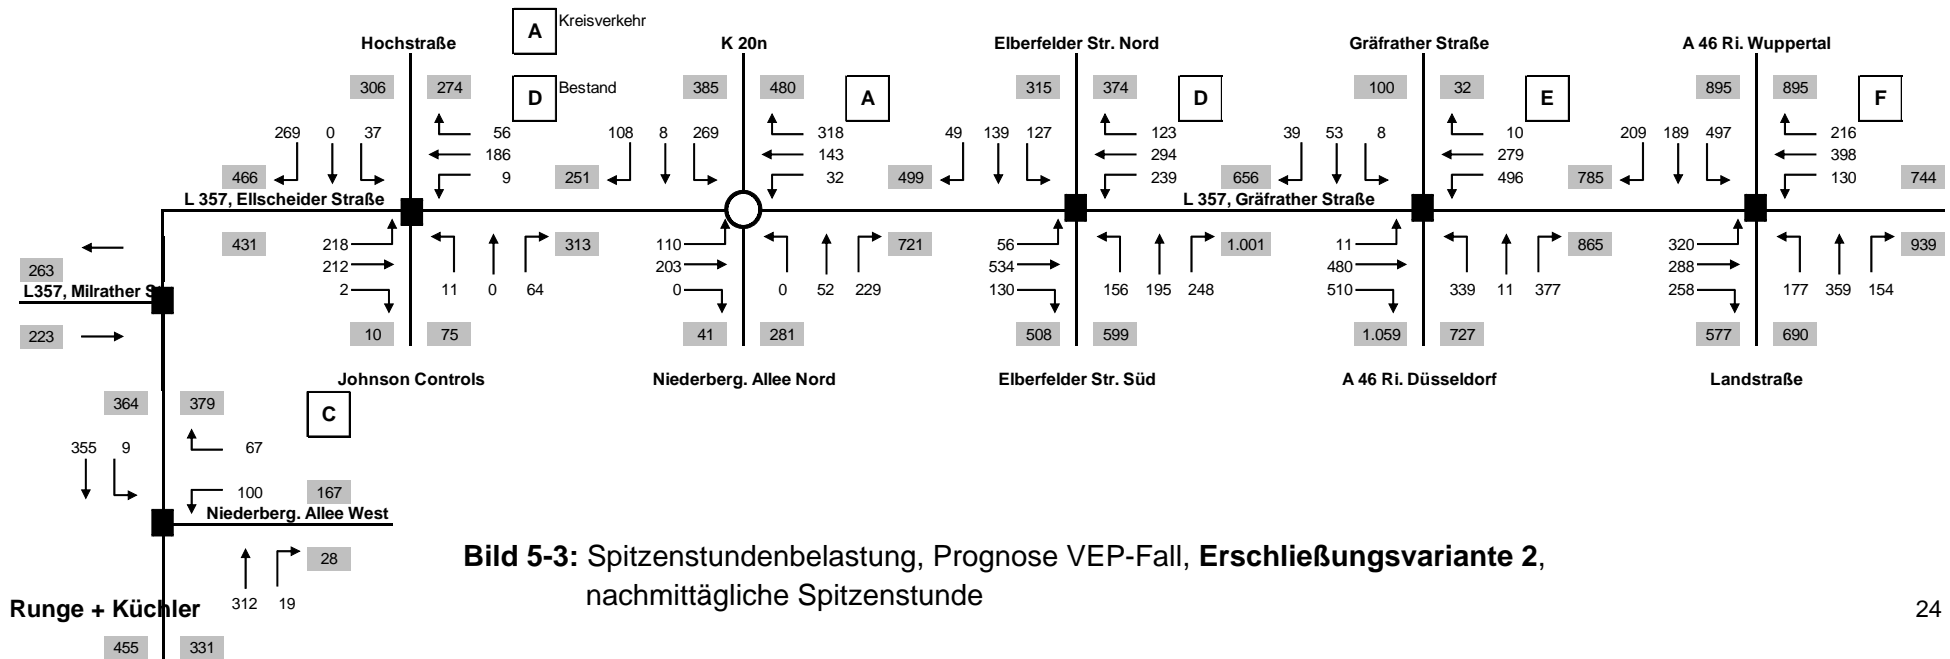 A Kreisverkehr
Hochstraße K 20n Elberfelder Str. Nord Gräfrather Straße A 46 Ri. Wuppertal
306 274 D Bestand 385 480 A 315 374 D 100 32 E 895 895 F
269 0 37 56 108 8 269 318 49 139 127 123 39 53 8 10 209 189 497 216
186 143 294 279 398
466 9 251 32 499 239 656 496 785 130 744
L 357, Ellscheider Straße L 357, Gräfrather Straße
431 218 313 110 721 56 1.001 11 865 320 939
263 212 203 534 480 288
L357, Milrather S
2 11 0 64 0 0 52 229 130 156 195 248 510 339 11 377 258 177 359 154
223 10 75 41 281 508 599 1.059 727 577 690
Johnson Controls Niederberg. Allee Nord Elberfelder Str. Süd A 46 Ri. Düsseldorf Landstraße
364 379 C
355 9 67
100 167
Niederberg. Allee West
28
Bild 5-3: Spitzenstundenbelastung, Prognose VEP-Fall, Erschließungsvariante 2,
nachmittägliche Spitzenstunde
Runge + Küchler 312 19 24
455 331